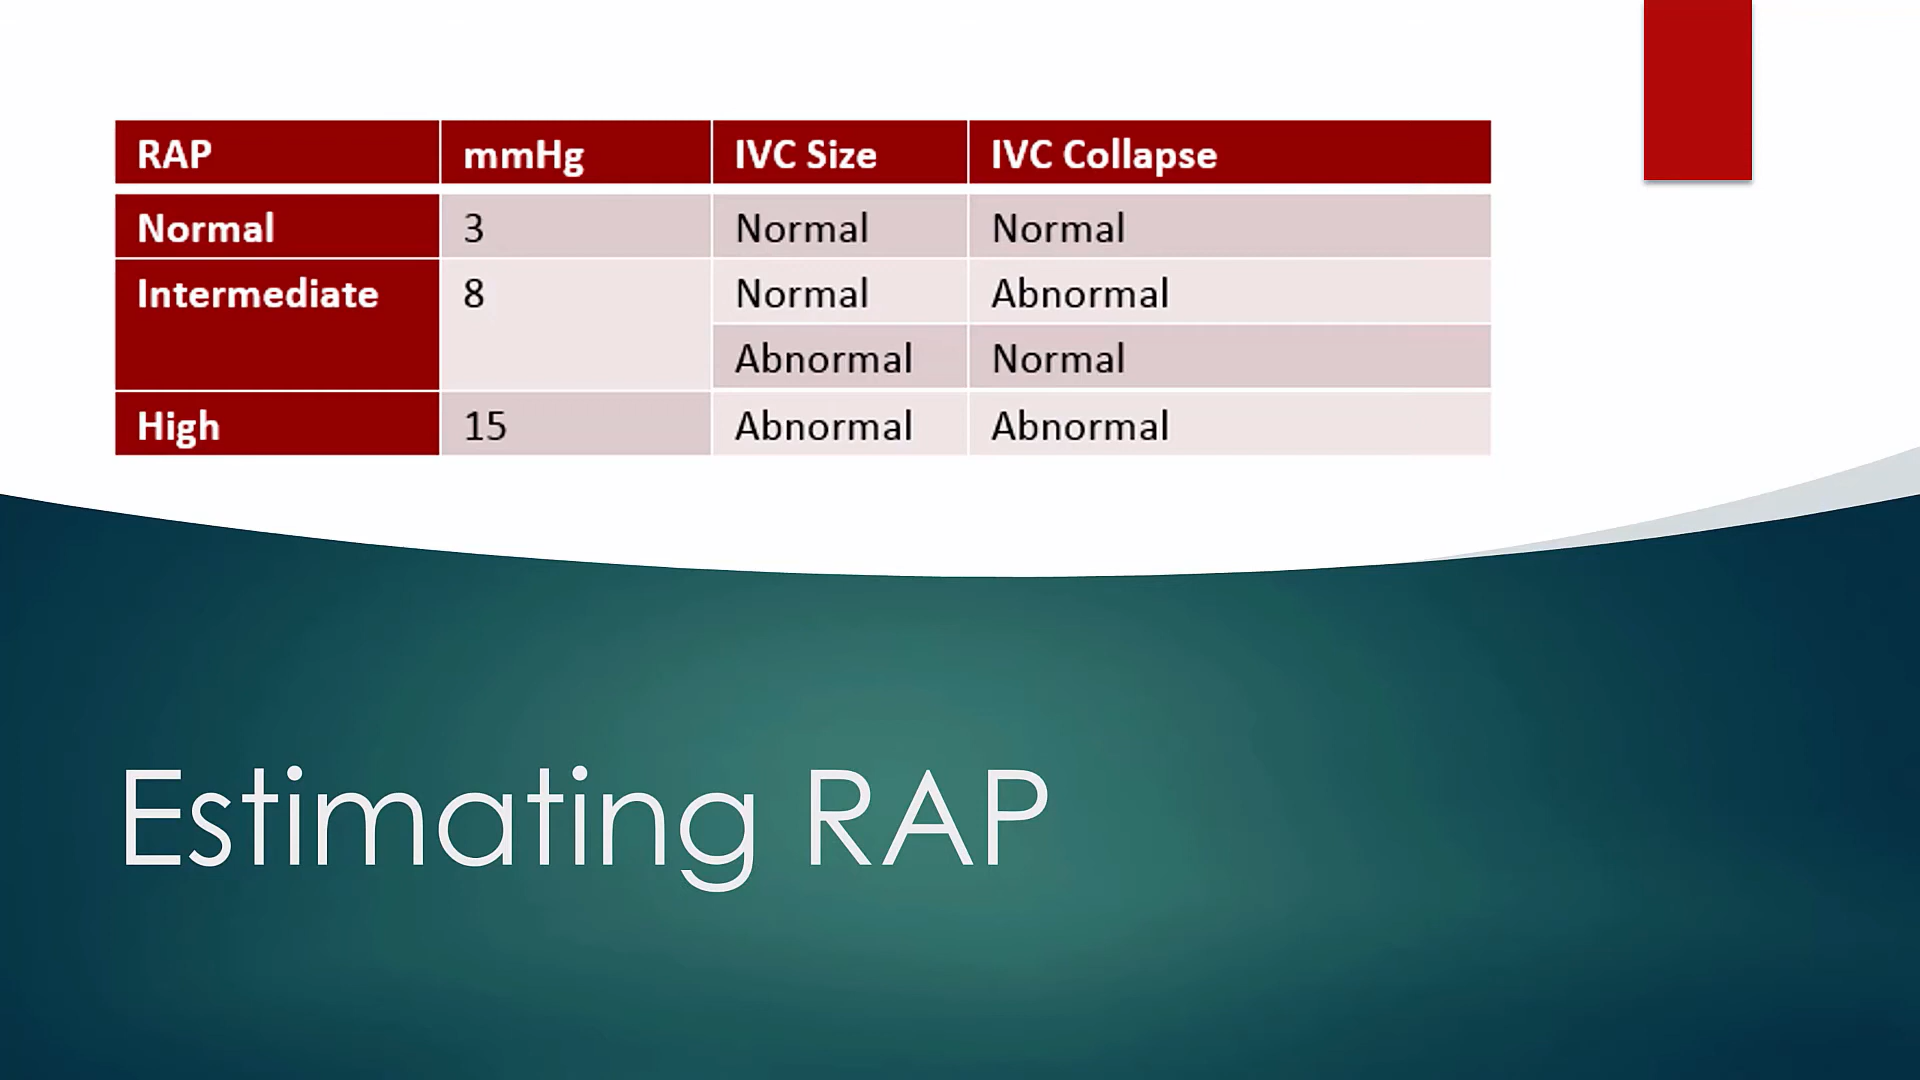 RAP mmHg IVC Size IVC Collapse
Normal 3 Normal Normal
Intermediate 8 Normal Abnormal
Abnormal Normal
High 15 Abnormal Abnormal
Estimating RAP